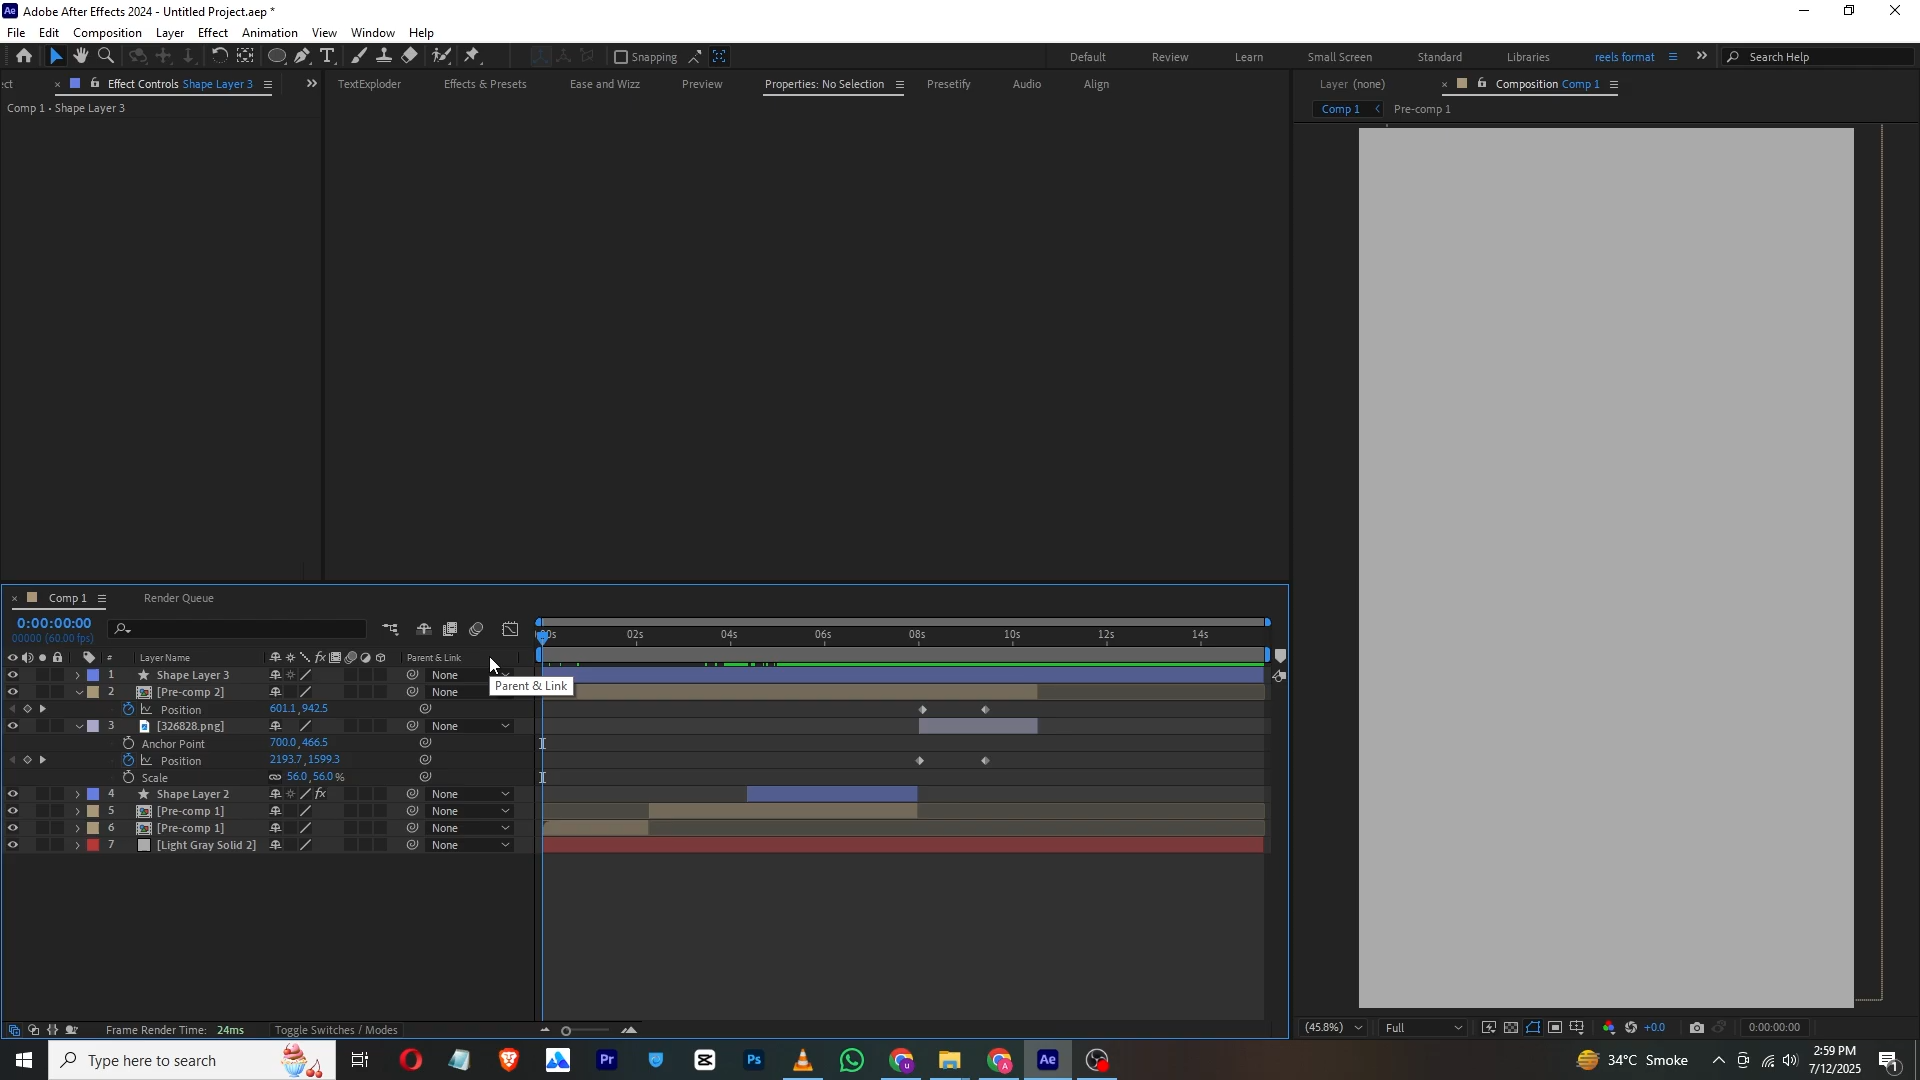 Adobe After Effects 2024 - Untitled Project.aep *
File Edit Composition Layer Effect Animation View Window Help
Snapping
Default Review Learn Small Screen Standard Libraries reels format Search Help
ect Effect Controls Shape Layer 3
TextExploder Effects & Presets Ease and Wizz Preview Properties: No Selection Presetify Audio Align
Layer (none) Composition Comp 1
Comp 1 • Shape Layer 3
Comp 1 Pre-comp 1
Comp 1 Render Queue
0:00:00:00
00000 (60.00 fps)
:00s 02s 04s 06s 08s 10s 12s 14s
# Layer Name Parent & Link
1 Shape Layer 3 None
Parent & Link
2 [Pre-comp 2] None
Position 601.1, 942.5
3 [326828.png] None
Anchor Point 700.0, 466.5
Position 2193.7, 1599.3
Scale 56.0, 56.0 %
4 Shape Layer 2 None
5 [Pre-comp 1] None
6 [Pre-comp 1] None
7 [Light Gray Solid 2] None
Frame Render Time: 24ms Toggle Switches / Modes
(45.8%) Full +0.0 0:00:00:00
Type here to search
34°C Smoke
2:59 PM
7/12/2025